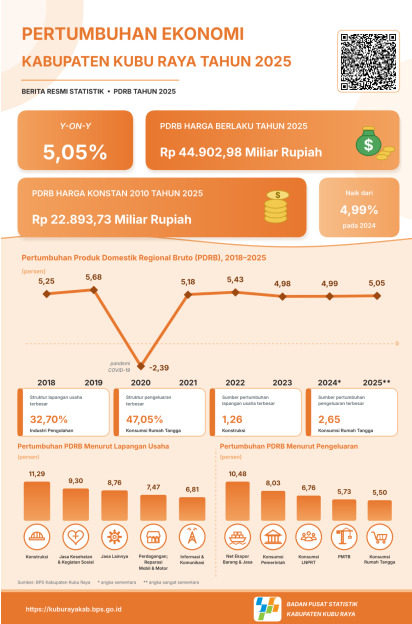 PERTUMBUHAN EKONOMI
KABUPATEN KUBU RAYA TAHUN 2025
BERITA RESMI STATISTIK • PDRB TAHUN 2025
Y-ON-Y
5,05%
PDRB HARGA BERLAKU TAHUN 2025
Rp 44.902,98 Miliar Rupiah
PDRB HARGA KONSTAN 2010 TAHUN 2025
Rp 22.893,73 Miliar Rupiah
Naik dari
4,99%
pada 2024
Pertumbuhan Produk Domestik Regional Bruto (PDRB), 2018–2025
(persen)
5,25 5,68 5,18 5,43 4,98 4,99 5,05
0
pandemi
COVID-19
-2,39
2018 2019 2020 2021 2022 2023 2024* 2025**
Struktur lapangan usaha
terbesar
32,70%
Industri Pengolahan
Struktur pengeluaran
terbesar
47,05%
Konsumsi Rumah Tangga
Sumber pertumbuhan
lapangan usaha terbesar
1,26
Konstruksi
Sumber pertumbuhan
pengeluaran terbesar
2,65
Konsumsi Rumah Tangga
Pertumbuhan PDRB Menurut Lapangan Usaha
(persen)
11,29 9,30 8,76 7,47 6,81
Konstruksi
Jasa Kesehatan
& Kegiatan Sosial
Jasa Lainnya
Perdagangan;
Reparasi
Mobil & Motor
Informasi &
Komunikasi
Pertumbuhan PDRB Menurut Pengeluaran
(persen)
10,48 8,03 6,76 5,73 5,50
Net Ekspor
Barang & Jasa
Konsumsi
Pemerintah
Konsumsi
LNPRT
PMTB
Konsumsi
Rumah Tangga
Sumber: BPS Kabupaten Kubu Raya * angka sementara ** angka sangat sementara
https://kuburayakab.bps.go.id
BADAN PUSAT STATISTIK
KABUPATEN KUBU RAYA